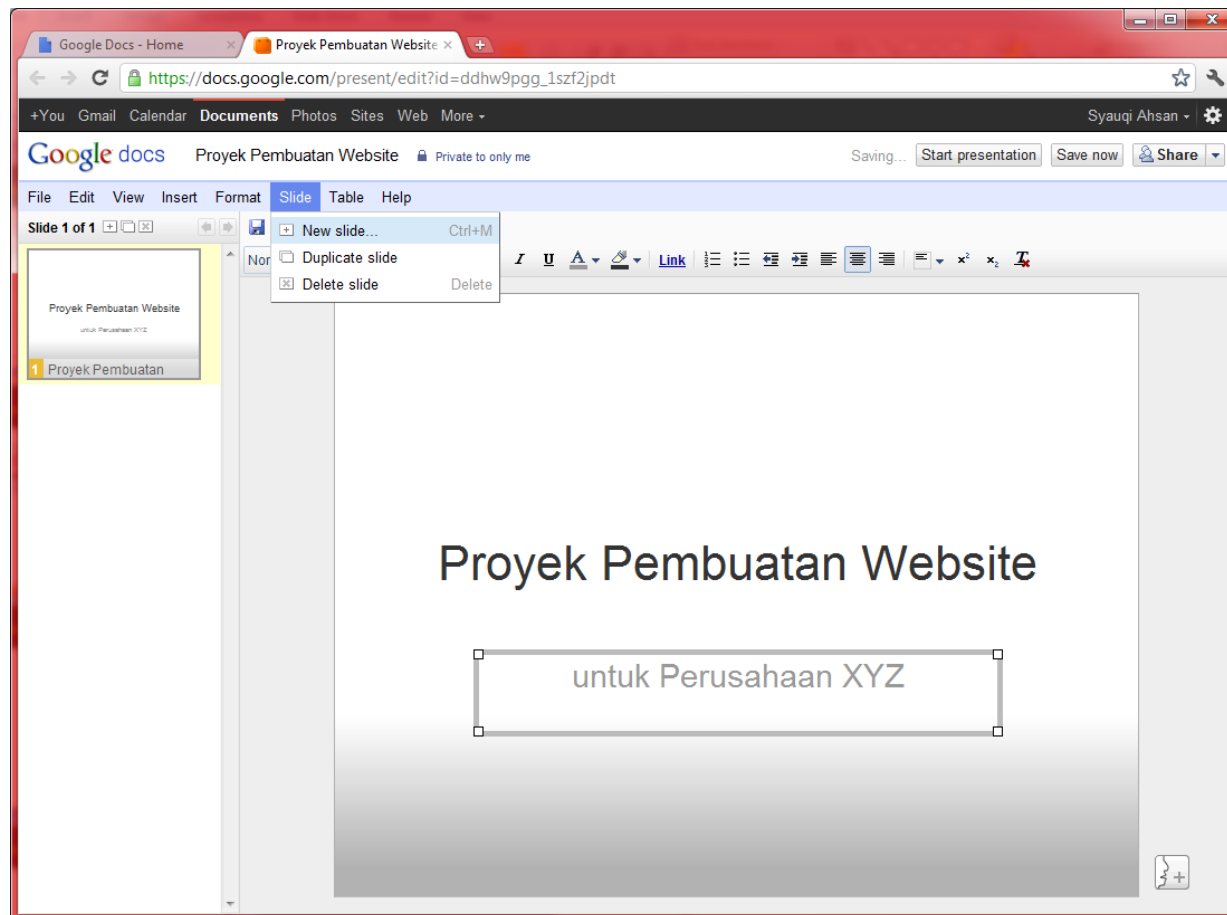 Google Docs - Home
Proyek Pembuatan Website
https://docs.google.com/present/edit?id=ddhw9pgg_1szf2jpdt
+You Gmail Calendar Documents Photos Sites Web More
Syauqi Ahsan
Google docs Proyek Pembuatan Website Private to only me
Saving... Start presentation Save now Share
File Edit View Insert Format Slide Table Help
Slide 1 of 1
New slide... Ctrl+M
Duplicate slide
Delete slide Delete
Nor
I U A Link x² x₂ T
Proyek Pembuatan Website
untuk Perusahaan XYZ
1 Proyek Pembuatan
Proyek Pembuatan Website
untuk Perusahaan XYZ